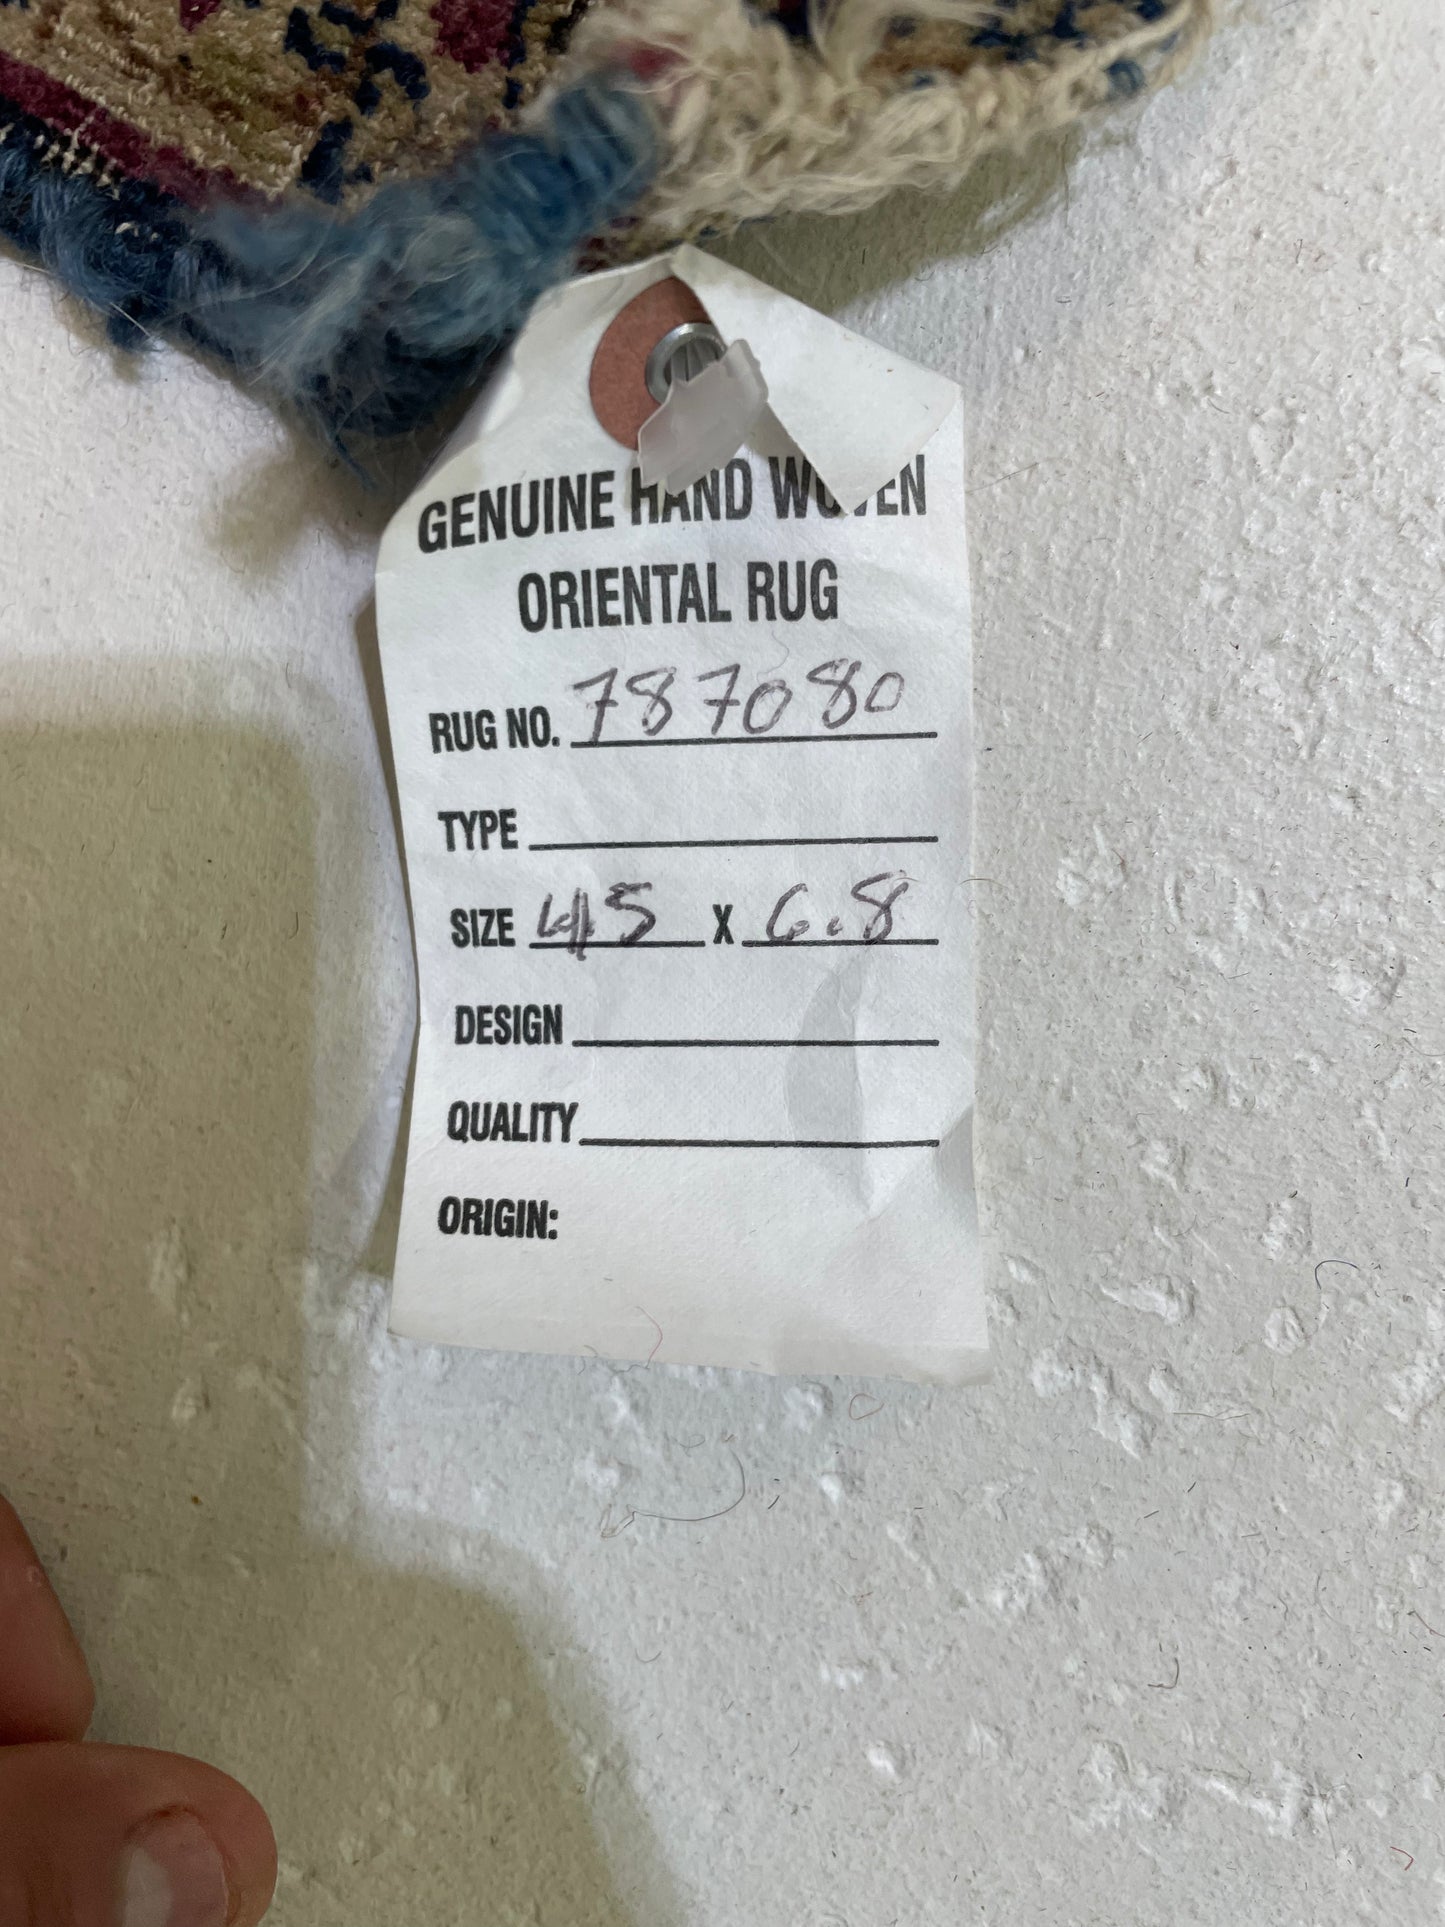 GENUINE HAND WOVEN
ORIENTAL RUG
RUG NO. 787080
TYPE
SIZE 4.5 X 6.8
DESIGN
QUALITY
ORIGIN: